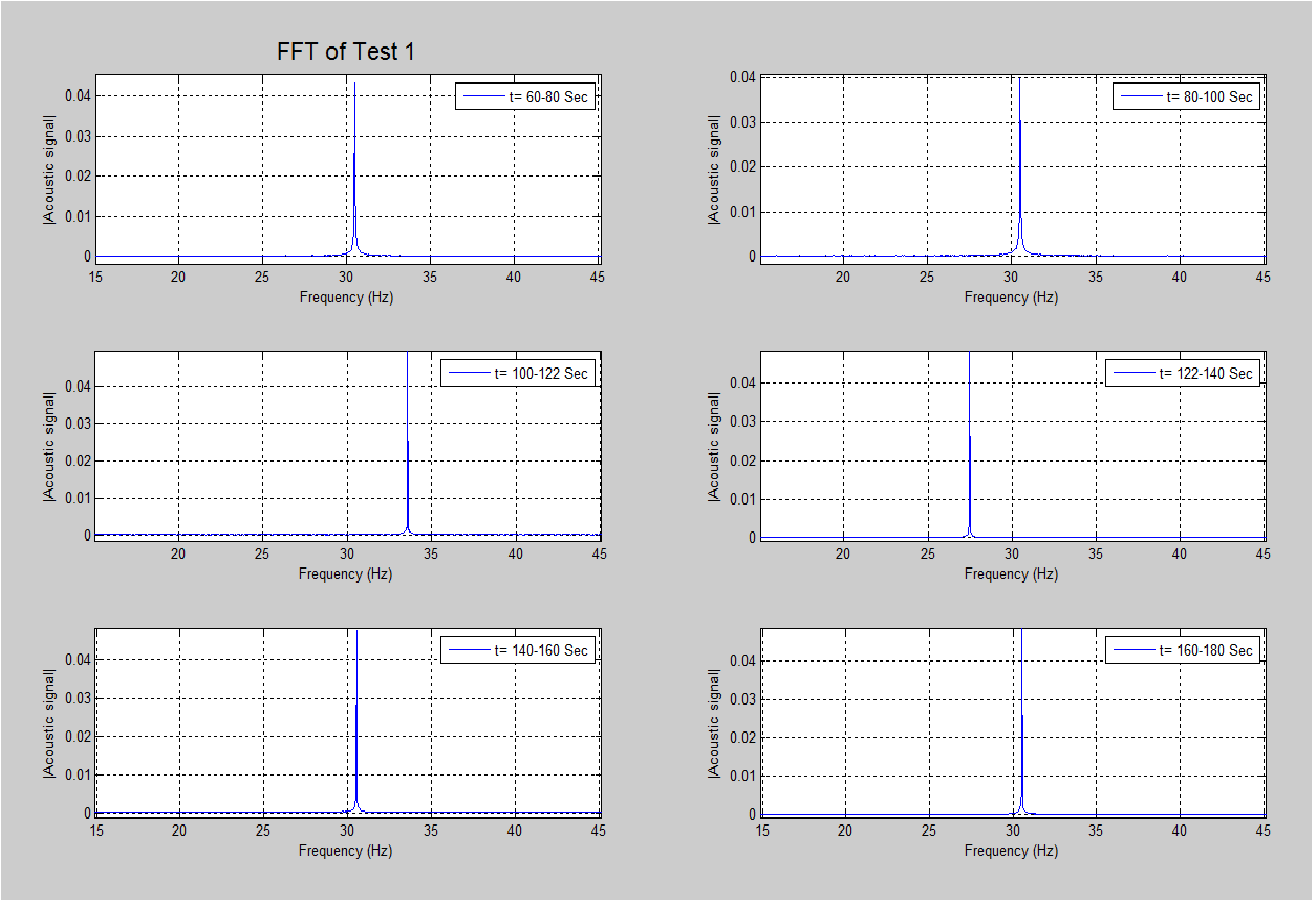 FFT of Test 1
|Acoustic signal|
0.04
0.03
0.02
0.01
0
t= 60-80 Sec
15 20 25 30 35 40 45
Frequency (Hz)
|Acoustic signal|
0.04
0.03
0.02
0.01
0
t= 80-100 Sec
20 25 30 35 40 45
Frequency (Hz)
|Acoustic signal|
0.04
0.03
0.02
0.01
0
t= 100-122 Sec
20 25 30 35 40 45
Frequency (Hz)
|Acoustic signal|
0.04
0.03
0.02
0.01
0
t= 122-140 Sec
20 25 30 35 40 45
Frequency (Hz)
|Acoustic signal|
0.04
0.03
0.02
0.01
0
t= 140-160 Sec
15 20 25 30 35 40 45
Frequency (Hz)
|Acoustic signal|
0.04
0.03
0.02
0.01
0
t= 160-180 Sec
15 20 25 30 35 40 45
Frequency (Hz)